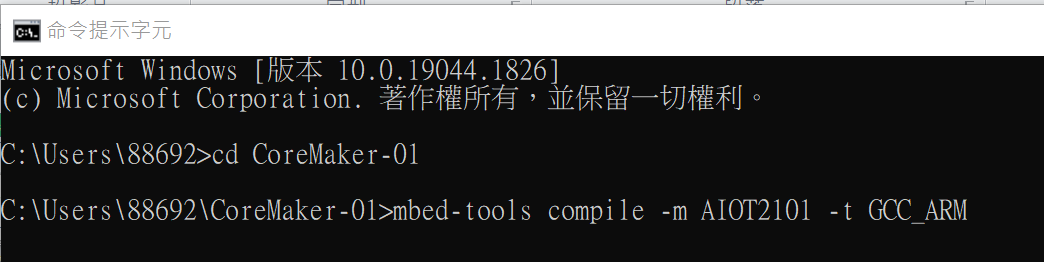 命令提示字元
Microsoft Windows [版本 10.0.19044.1826]
(c) Microsoft Corporation. 著作權所有，並保留一切權利。
C:\Users\88692>cd CoreMaker-01
C:\Users\88692\CoreMaker-01>mbed-tools compile -m AIOT2101 -t GCC_ARM